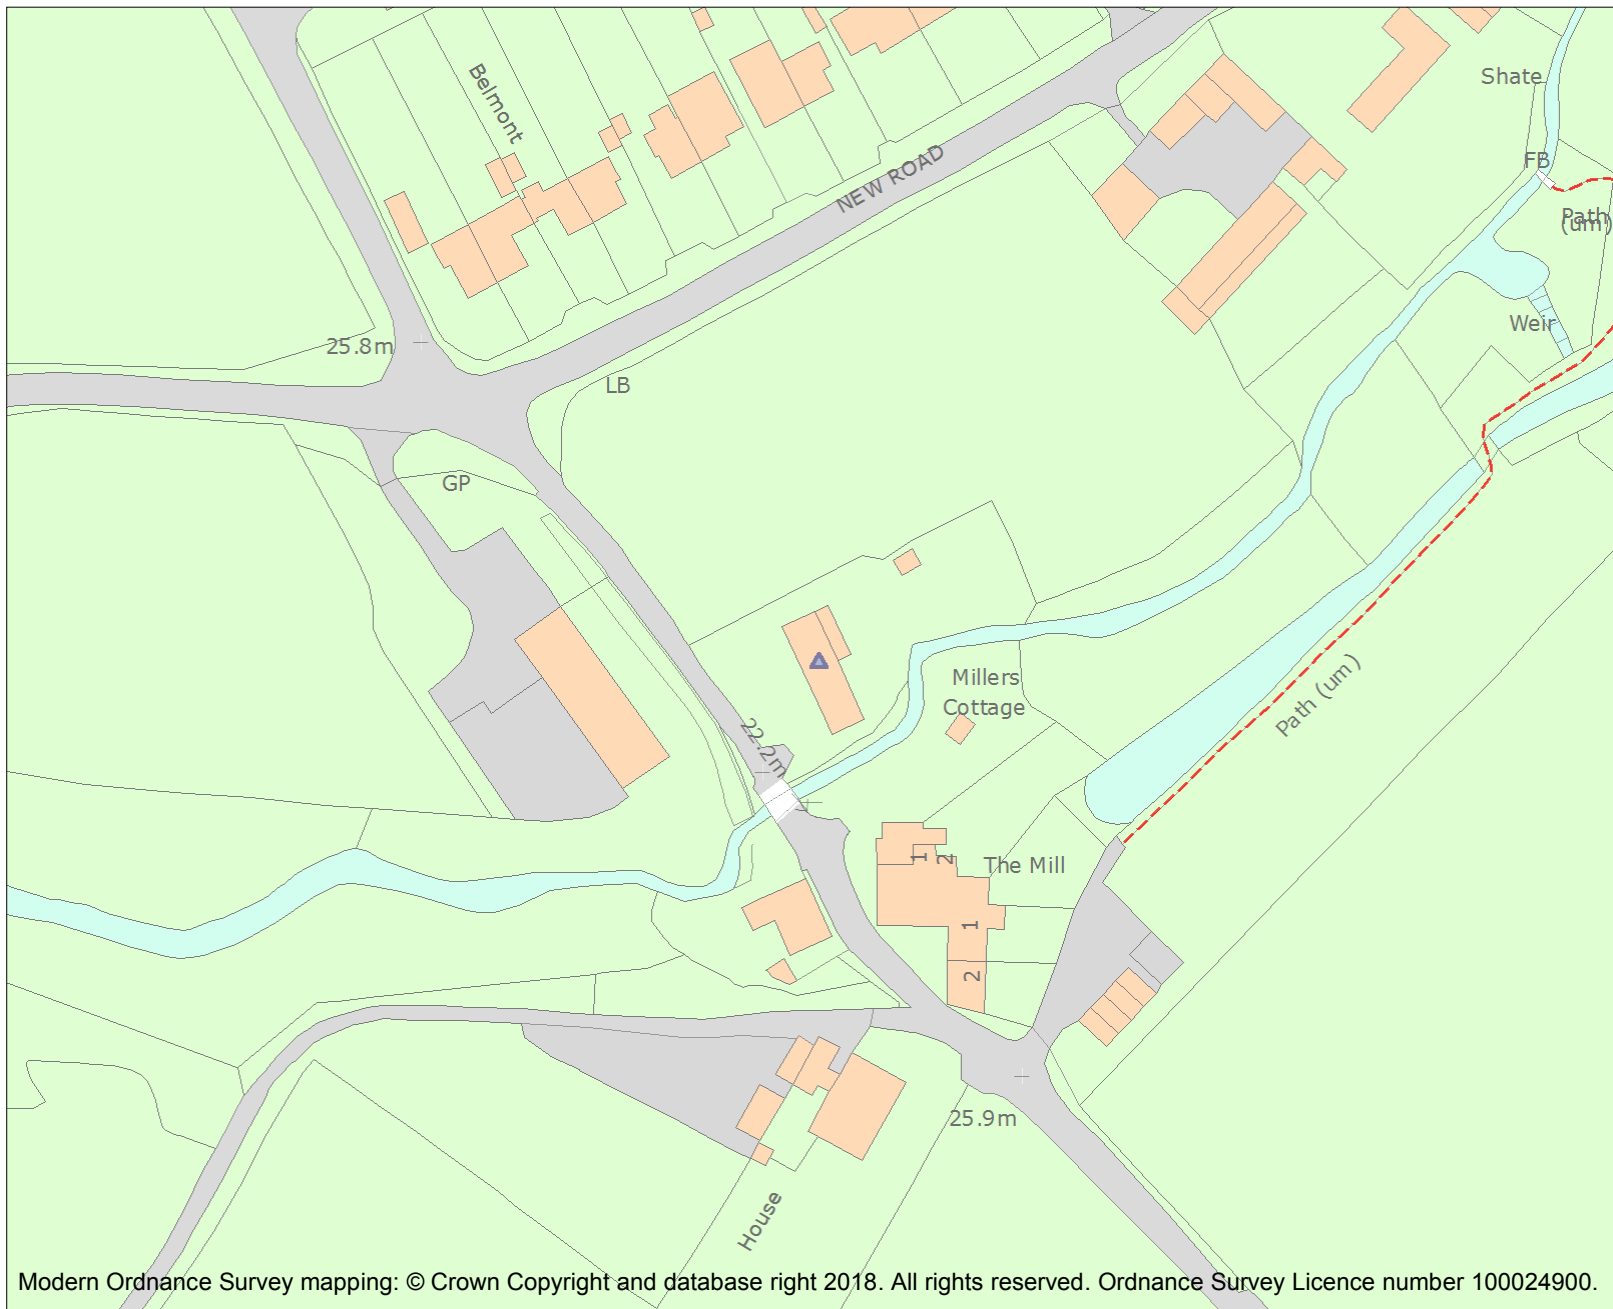 Shate
Belmont
FB
NEW ROAD
Path
(um)
Weir
25.8m
LB
GP
Millers
Cottage
Path (um)
22.2m
1
2
The Mill
1
2
25.9m
House
Modern Ordnance Survey mapping: © Crown Copyright and database right 2018. All rights reserved. Ordnance Survey Licence number 100024900.